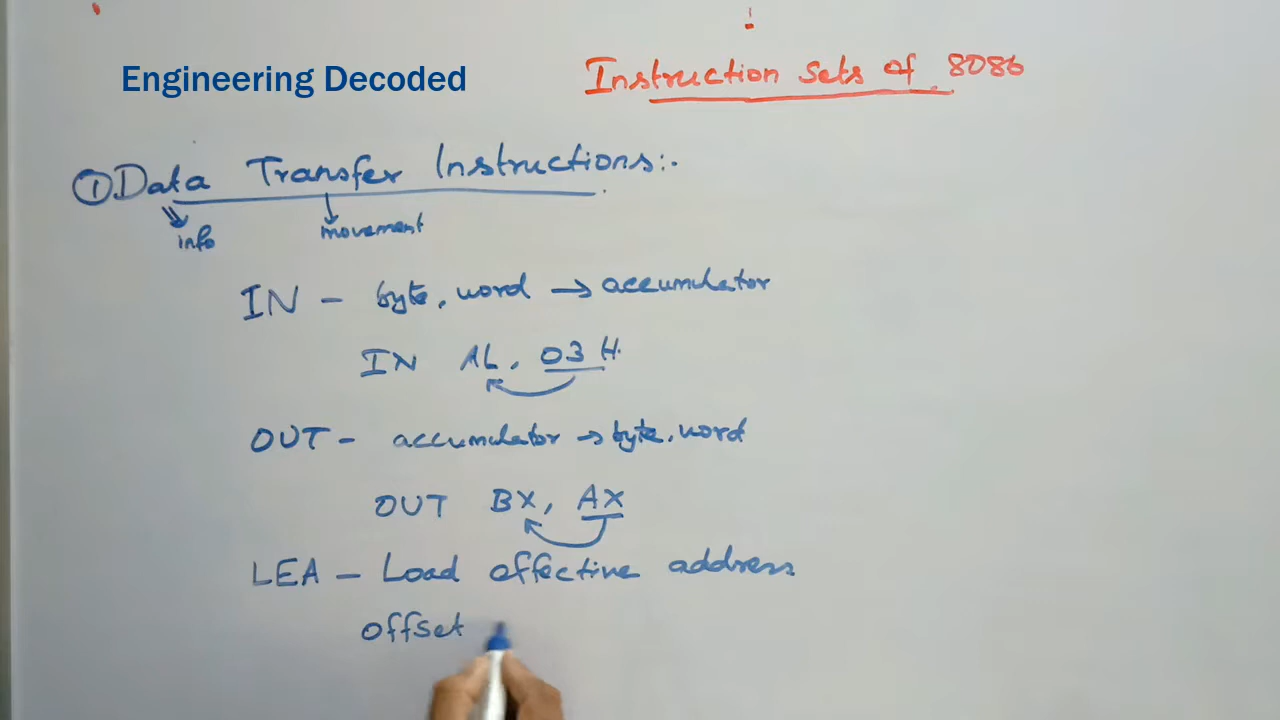 Engineering Decoded
Instruction sets of 8086
① Data Transfer Instructions:-
info
movement
IN - byte, word → accumulator
IN AL, 03 H.
OUT - accumulator → byte, word
OUT BX, AX
LEA - Load effective address
offset